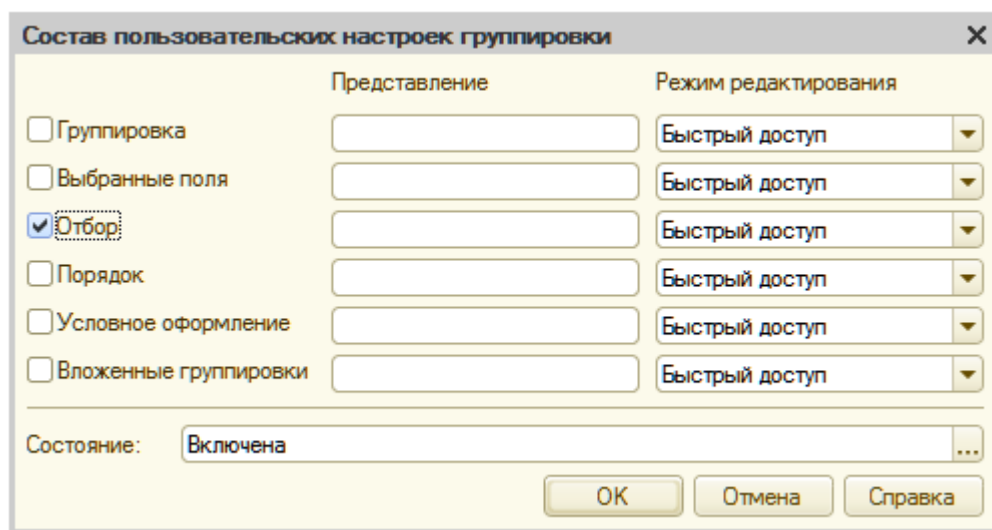 Состав пользовательских настроек группировки
Представление Режим редактирования
Группировка Быстрый доступ
Выбранные поля Быстрый доступ
Отбор Быстрый доступ
Порядок Быстрый доступ
Условное оформление Быстрый доступ
Вложенные группировки Быстрый доступ
Состояние: Включена ...
ОК Отмена Справка